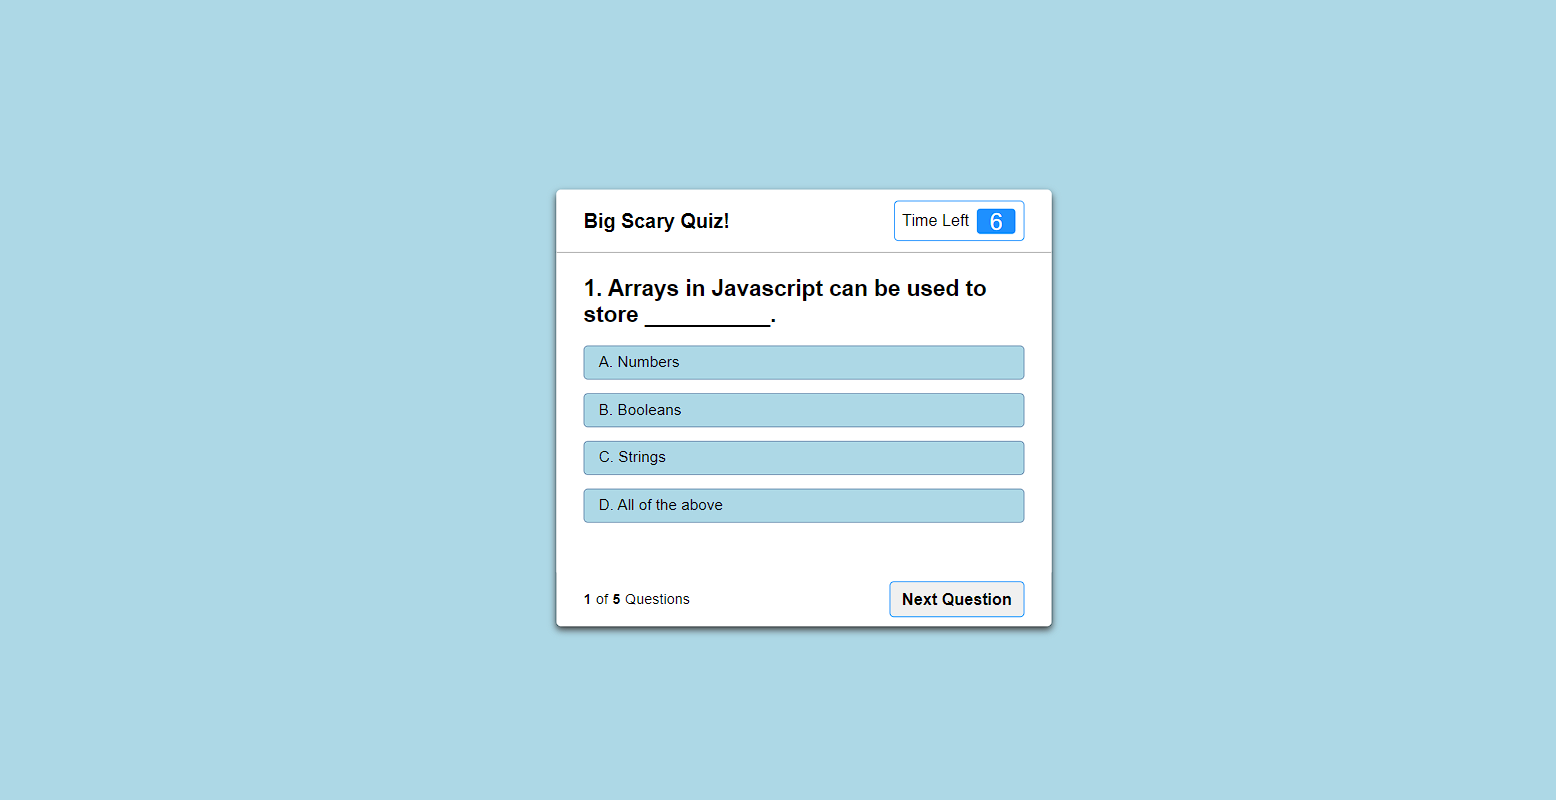 Big Scary Quiz!
Time Left 6
1. Arrays in Javascript can be used to
store __________.
A. Numbers
B. Booleans
C. Strings
D. All of the above
1 of 5 Questions
Next Question